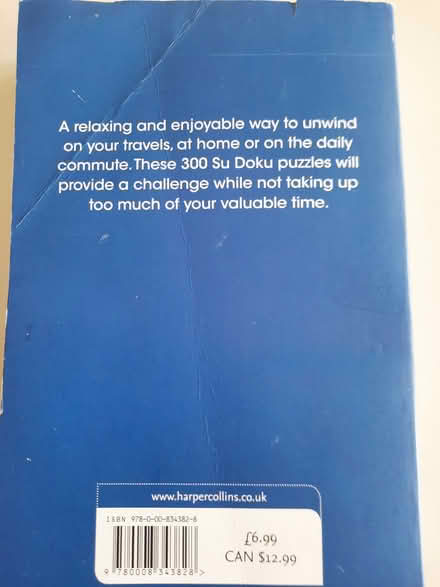 A relaxing and enjoyable way to unwind
on your travels, at home or on the daily
commute. These 300 Su Doku puzzles will
provide a challenge while not taking up
too much of your valuable time.
www.harpercollins.co.uk
ISBN 978-0-00-834382-8
£6.99
CAN $12.99
9 780008 343828 >